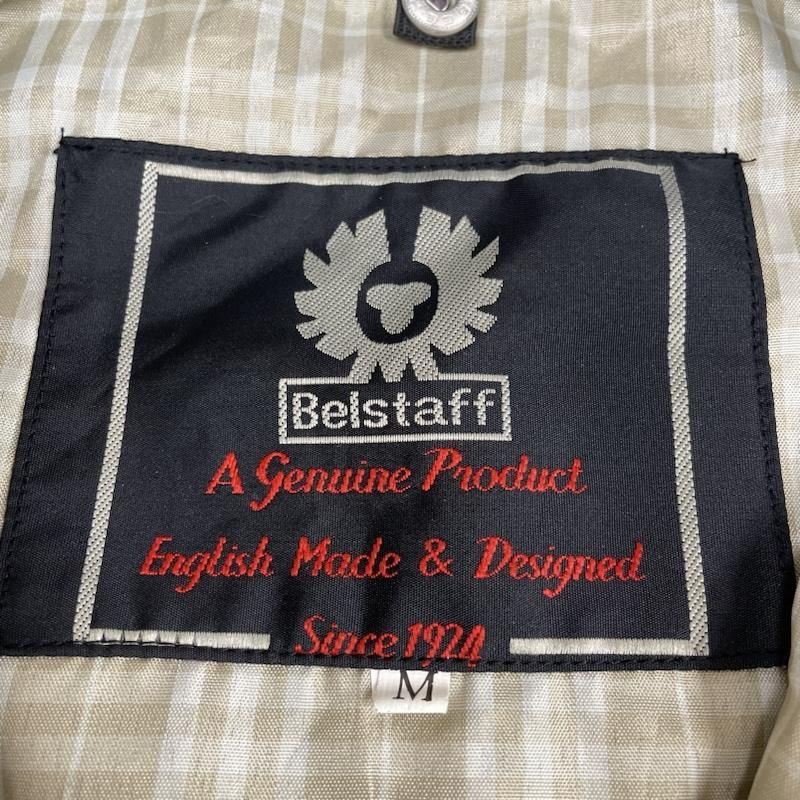 Belstaff
A Genuine Product
English Made & Designed
Since 1924
M